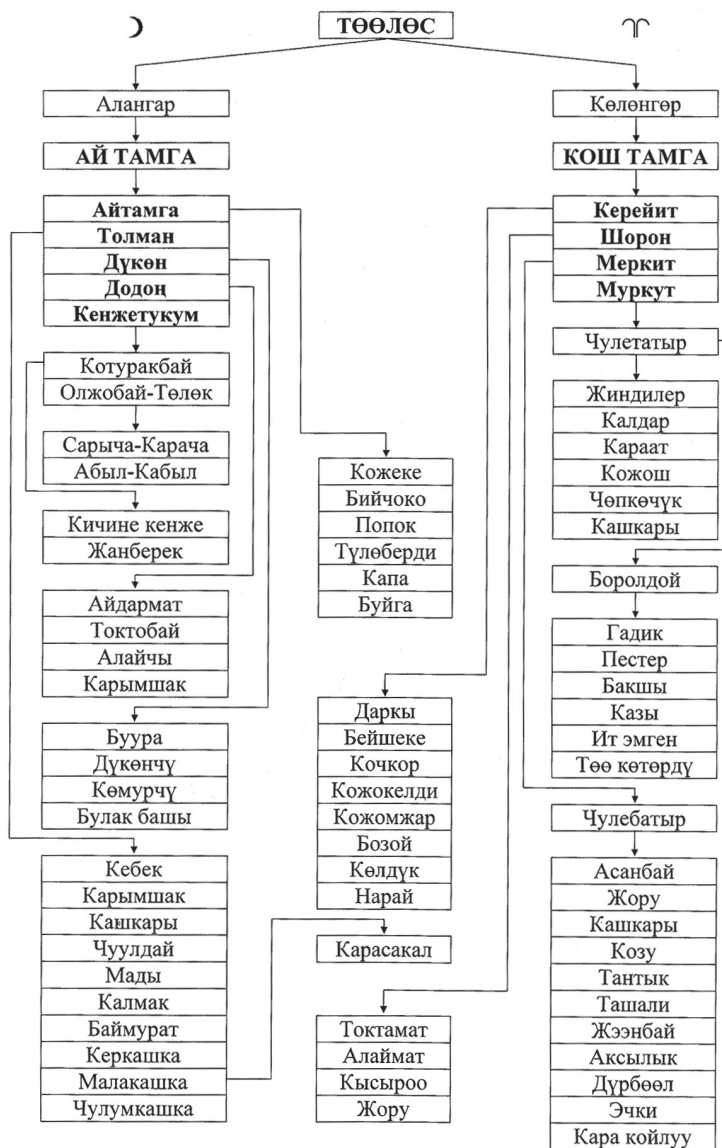 ТӨӨЛӨС
Алангар
АЙ ТАМГА
Айтамга
Толман
Дүкөн
Додоң
Кенжетукум
Котуракбай
Олжобай-Төлөк
Сарыча-Карача
Абыл-Кабыл
Кичине кенже
Жанберек
Айдармат
Токтобай
Алайчы
Карымшак
Буура
Дүкөнчү
Көмурчү
Булак башы
Кебек
Карымшак
Кашкары
Чуулдай
Мады
Калмак
Баймурат
Керкашка
Малакашка
Чулумкашка
Кожеке
Бийчоко
Попок
Түлөберди
Капа
Буйга
Даркы
Бейшеке
Кочкор
Кожокелди
Кожомжар
Бозой
Көлдүк
Нарай
Карасакал
Токтамат
Алаймат
Кысыроо
Жору
Көлөнгөр
КОШ ТАМГА
Керейит
Шорон
Меркит
Муркут
Чулетатыр
Жиндилер
Калдар
Караат
Кожош
Чөпкөчүк
Кашкары
Боролдой
Гадик
Пестер
Бакшы
Казы
Ит эмген
Төө көтөрдү
Чулебатыр
Асанбай
Жору
Кашкары
Козу
Тантык
Ташали
Жээнбай
Аксылык
Дүрбөөл
Эчки
Кара койлуу